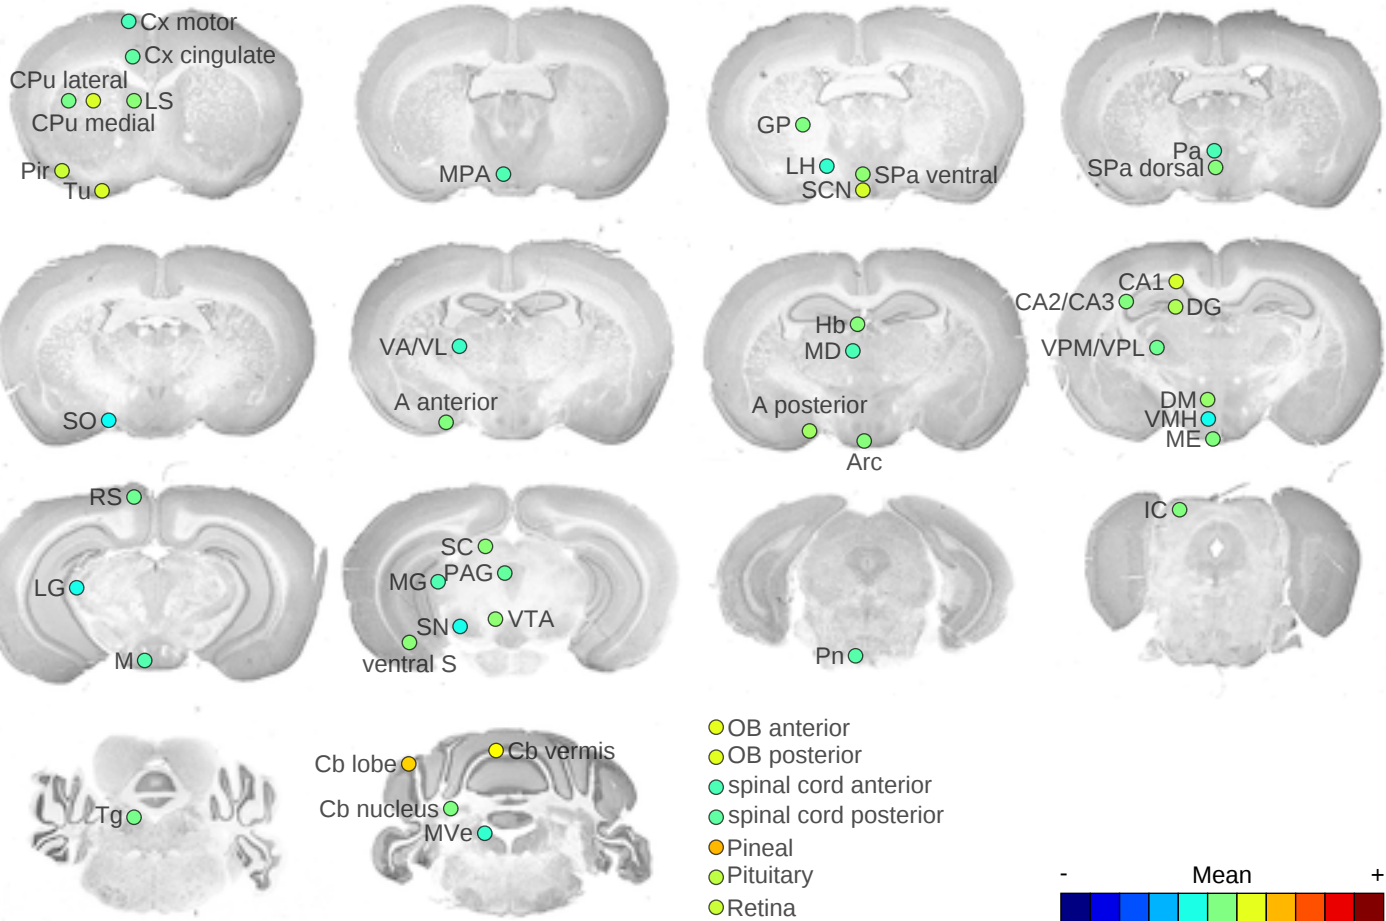 Cx motor
Cx cingulate
CPu lateral
LS
CPu medial
Pir
Tu
MPA
GP
LH
SPa ventral
SCN
Pa
SPa dorsal
SO
VA/VL
A anterior
Hb
MD
A posterior
Arc
CA1
CA2/CA3
DG
VPM/VPL
DM
VMH
ME
RS
LG
M
SC
PAG
MG
VTA
SN
ventral S
Pn
IC
Tg
Cb lobe
Cb vermis
Cb nucleus
MVe
OB anterior
OB posterior
spinal cord anterior
spinal cord posterior
Pineal
Pituitary
Retina
- Mean +